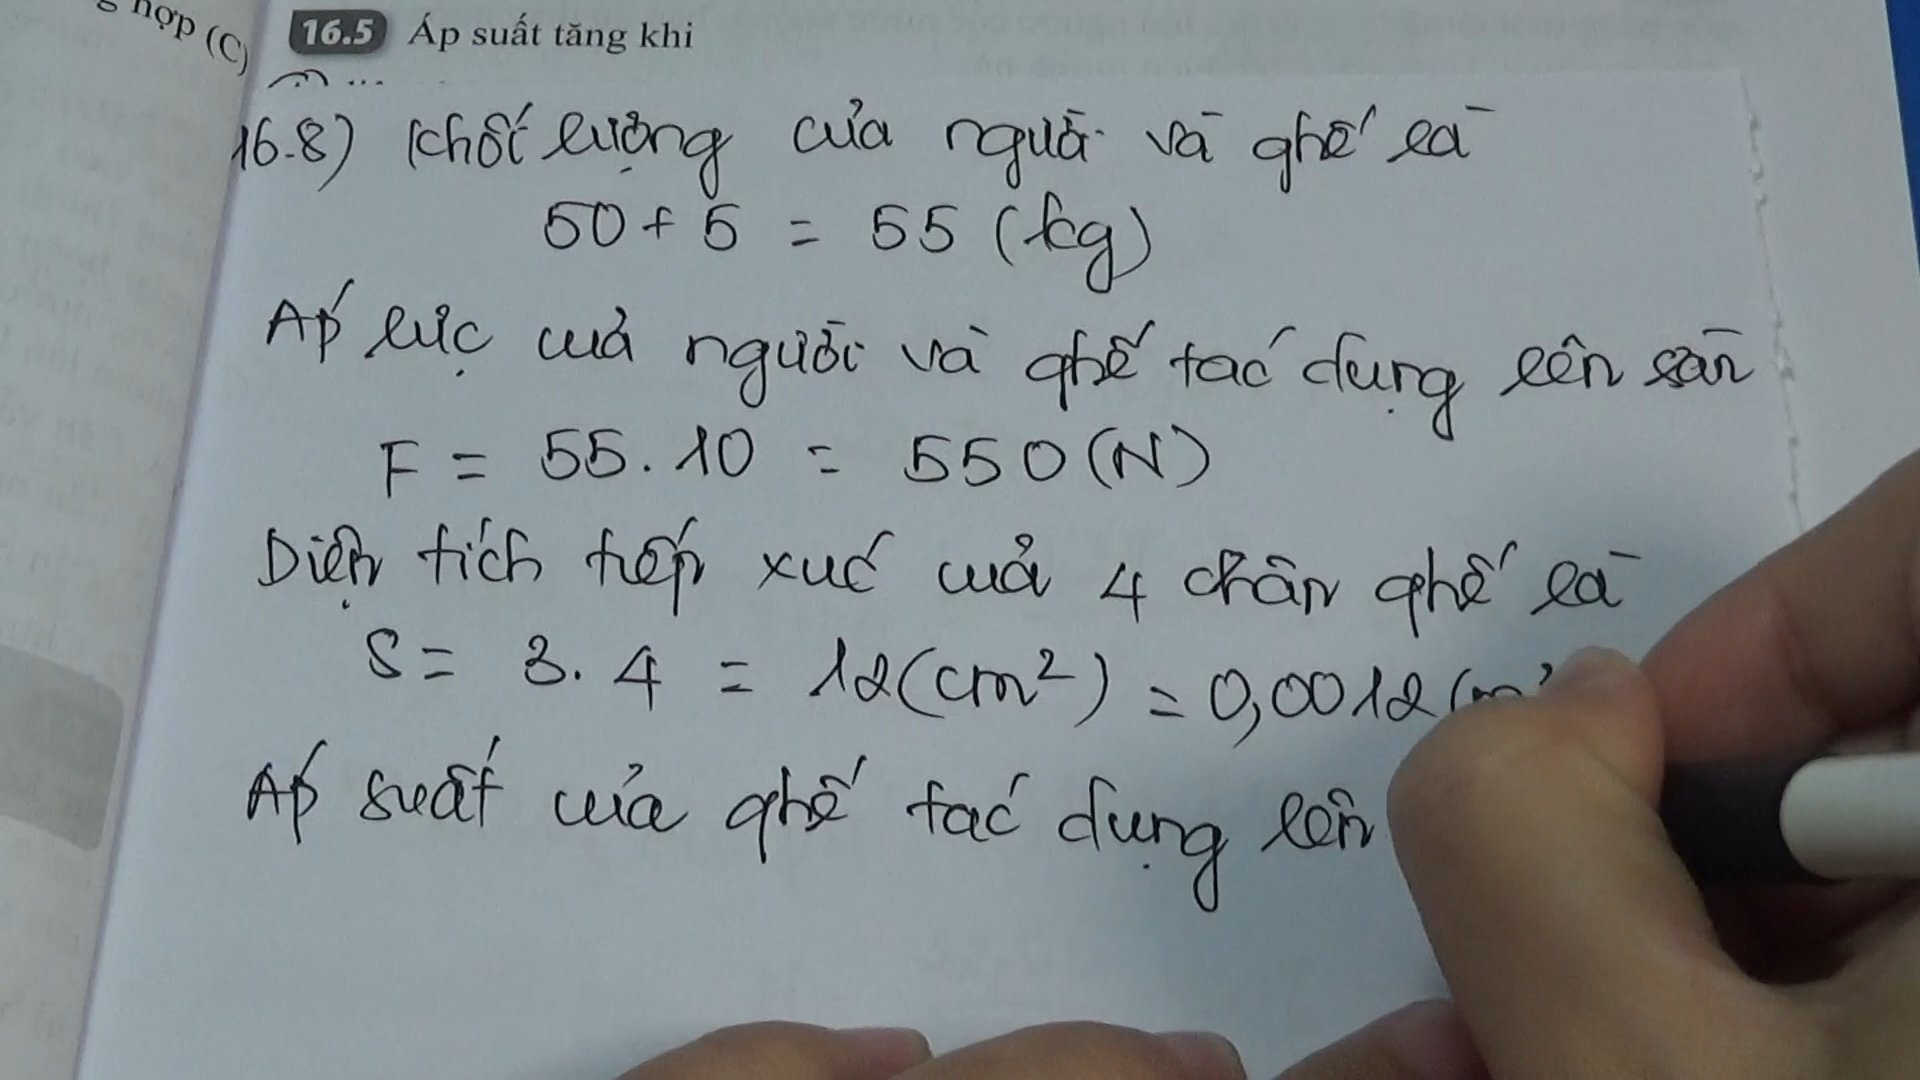 hợp (C)
16.5 Áp suất tăng khi
16.8) Khối lượng của người và ghế là
50 + 5 = 55 (kg)
Áp lực của người và ghế tác dụng lên sàn
F = 55. 10 = 550 (N)
Diện tích tiếp xúc của 4 chân ghế là
S = 3. 4 = 12 (cm²) = 0,0012 (m²
Áp suất của ghế tác dụng lên